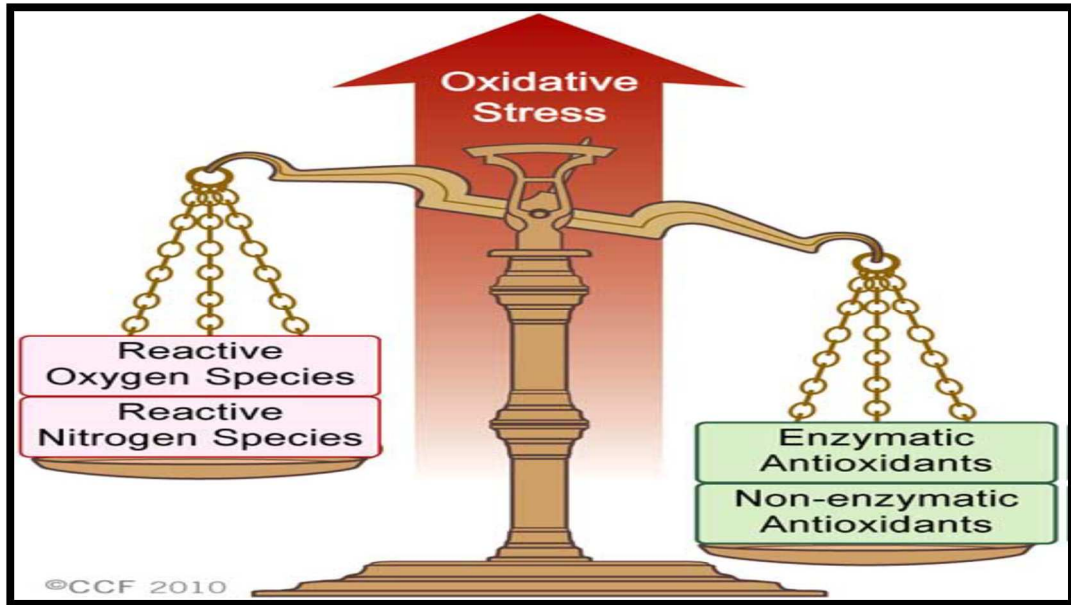 Oxidative
Stress
Reactive
Oxygen Species
Reactive
Nitrogen Species
Enzymatic
Antioxidants
Non-enzymatic
Antioxidants
©CCF 2010